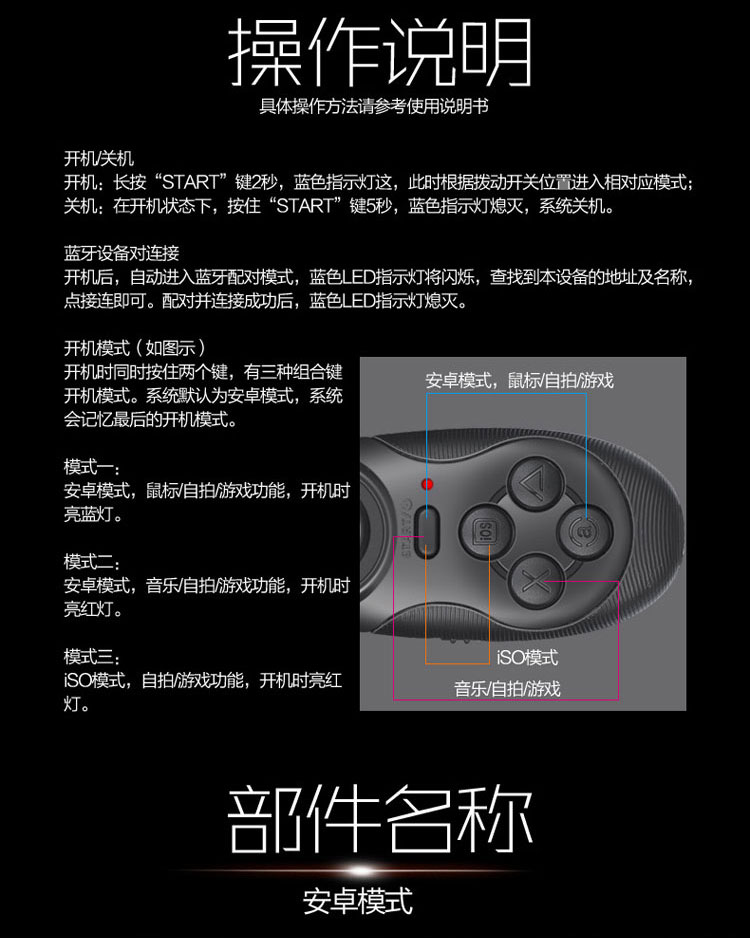 操作说明
具体操作方法请参考使用说明书
开机/关机
开机：长按“START”键2秒，蓝色指示灯这，此时根据拨动开关位置进入相对应模式；
关机：在开机状态下，按住“START”键5秒，蓝色指示灯熄灭，系统关机。
蓝牙设备对连接
开机后，自动进入蓝牙配对模式，蓝色LED指示灯将闪烁，查找到本设备的地址及名称，
点接连即可。配对并连接成功后，蓝色LED指示灯熄灭。
开机模式（如图示）
开机时同时按住两个键，有三种组合键
开机模式。系统默认为安卓模式，系统
会记忆最后的开机模式。
模式一：
安卓模式，鼠标/自拍/游戏功能，开机时
亮蓝灯。
模式二：
安卓模式，音乐/自拍/游戏功能，开机时
亮红灯。
模式三：
iSO模式，自拍/游戏功能，开机时亮红
灯。
安卓模式，鼠标/自拍/游戏
START/
iOS
a
X
iSO模式
音乐/自拍/游戏
部件名称
安卓模式